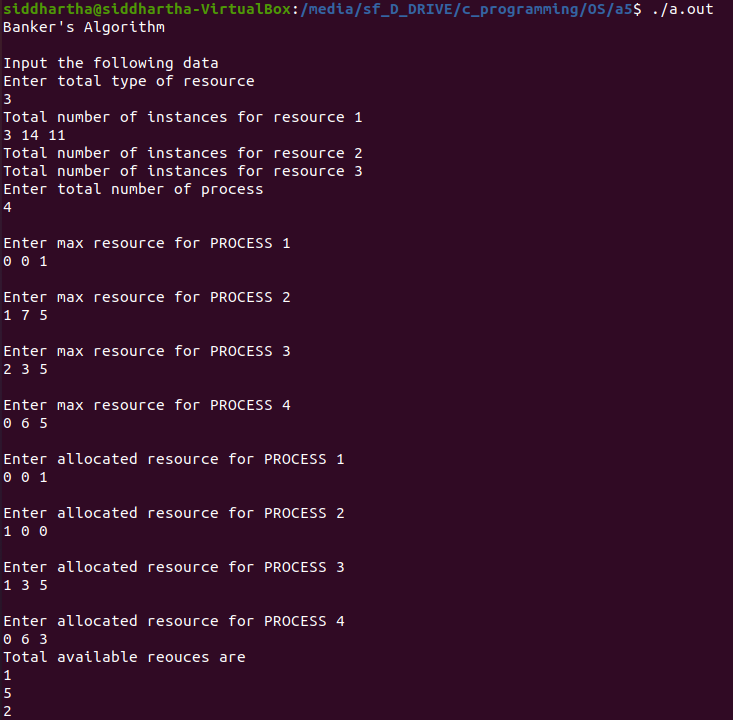 siddhartha@siddhartha-VirtualBox:/media/sf_D_DRIVE/c_programming/OS/a5$ ./a.out
Banker's Algorithm
Input the following data
Enter total type of resource
3
Total number of instances for resource 1
3 14 11
Total number of instances for resource 2
Total number of instances for resource 3
Enter total number of process
4
Enter max resource for PROCESS 1
0 0 1
Enter max resource for PROCESS 2
1 7 5
Enter max resource for PROCESS 3
2 3 5
Enter max resource for PROCESS 4
0 6 5
Enter allocated resource for PROCESS 1
0 0 1
Enter allocated resource for PROCESS 2
1 0 0
Enter allocated resource for PROCESS 3
1 3 5
Enter allocated resource for PROCESS 4
0 6 3
Total available reouces are
1
5
2